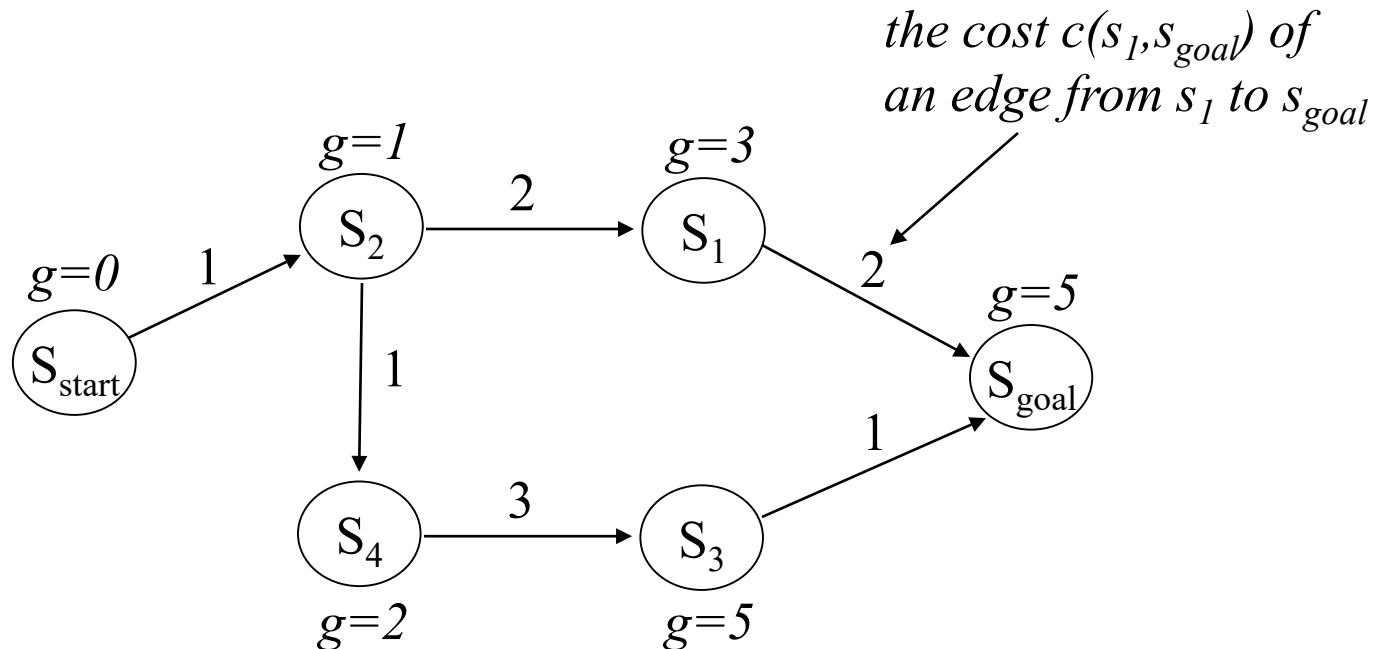 the cost c(s1,sgoal) of
an edge from s1 to sgoal
g=1
g=3
2
S2
S1
g=0
1
2
g=5
Sstart
1
Sgoal
1
3
S4
S3
g=2
g=5